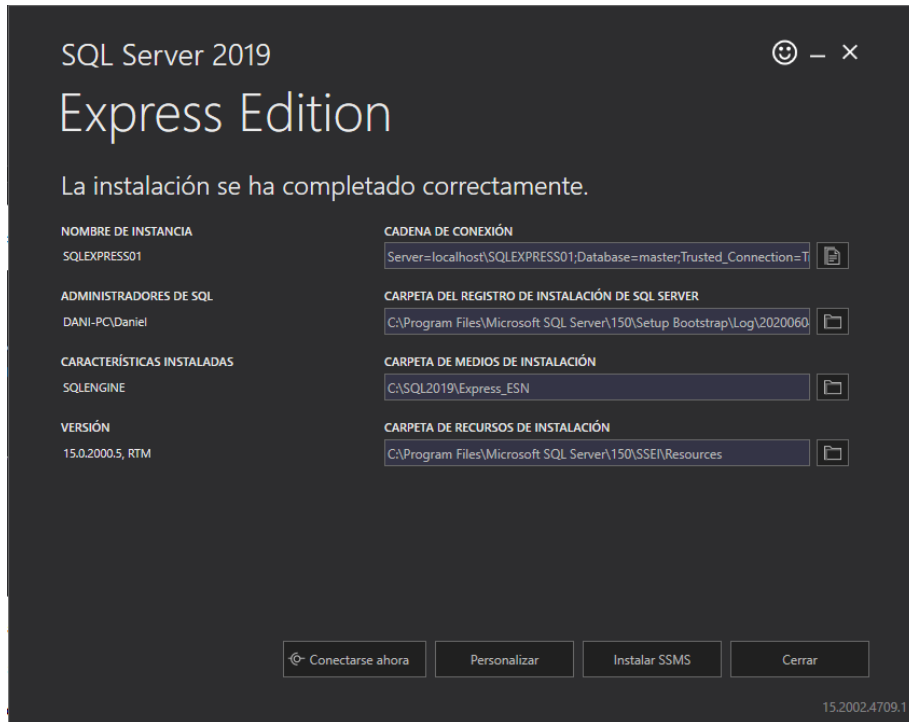 SQL Server 2019
Express Edition
La instalación se ha completado correctamente.
NOMBRE DE INSTANCIA
SQLEXPRESS01
CADENA DE CONEXIÓN
Server=localhost\SQLEXPRESS01;Database=master;Trusted_Connection=T
ADMINISTRADORES DE SQL
DANI-PC\Daniel
CARPETA DEL REGISTRO DE INSTALACIÓN DE SQL SERVER
C:\Program Files\Microsoft SQL Server\150\Setup Bootstrap\Log\2020060
CARACTERÍSTICAS INSTALADAS
SQLENGINE
CARPETA DE MEDIOS DE INSTALACIÓN
C:\SQL2019\Express_ESN
VERSIÓN
15.0.2000.5, RTM
CARPETA DE RECURSOS DE INSTALACIÓN
C:\Program Files\Microsoft SQL Server\150\SSEI\Resources
Conectarse ahora
Personalizar
Instalar SSMS
Cerrar
15.2002.4709.1